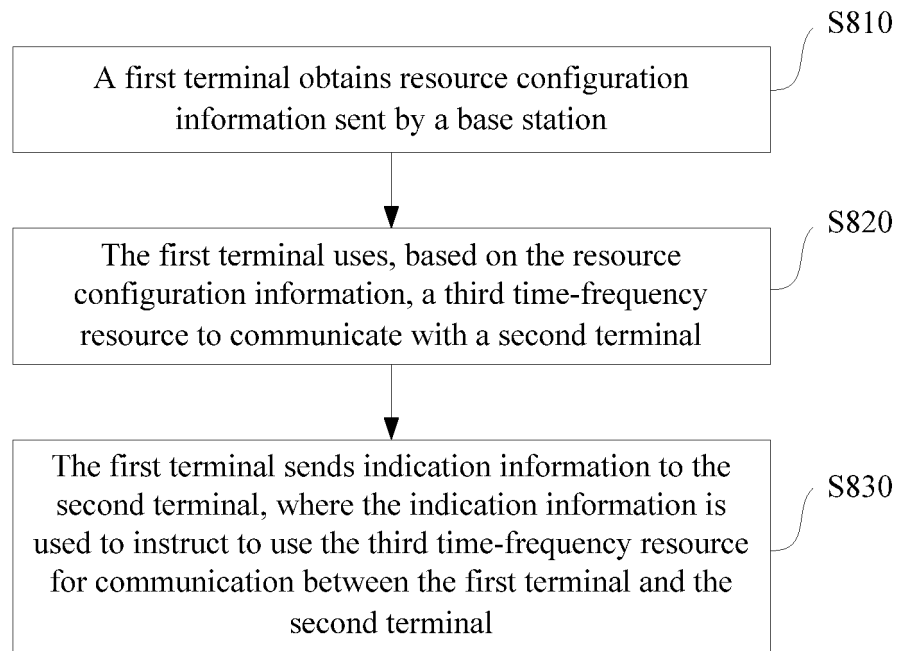 S810
A first terminal obtains resource configuration
information sent by a base station
S820
The first terminal uses, based on the resource
configuration information, a third time-frequency
resource to communicate with a second terminal
S830
The first terminal sends indication information to the
second terminal, where the indication information is
used to instruct to use the third time-frequency resource
for communication between the first terminal and the
second terminal